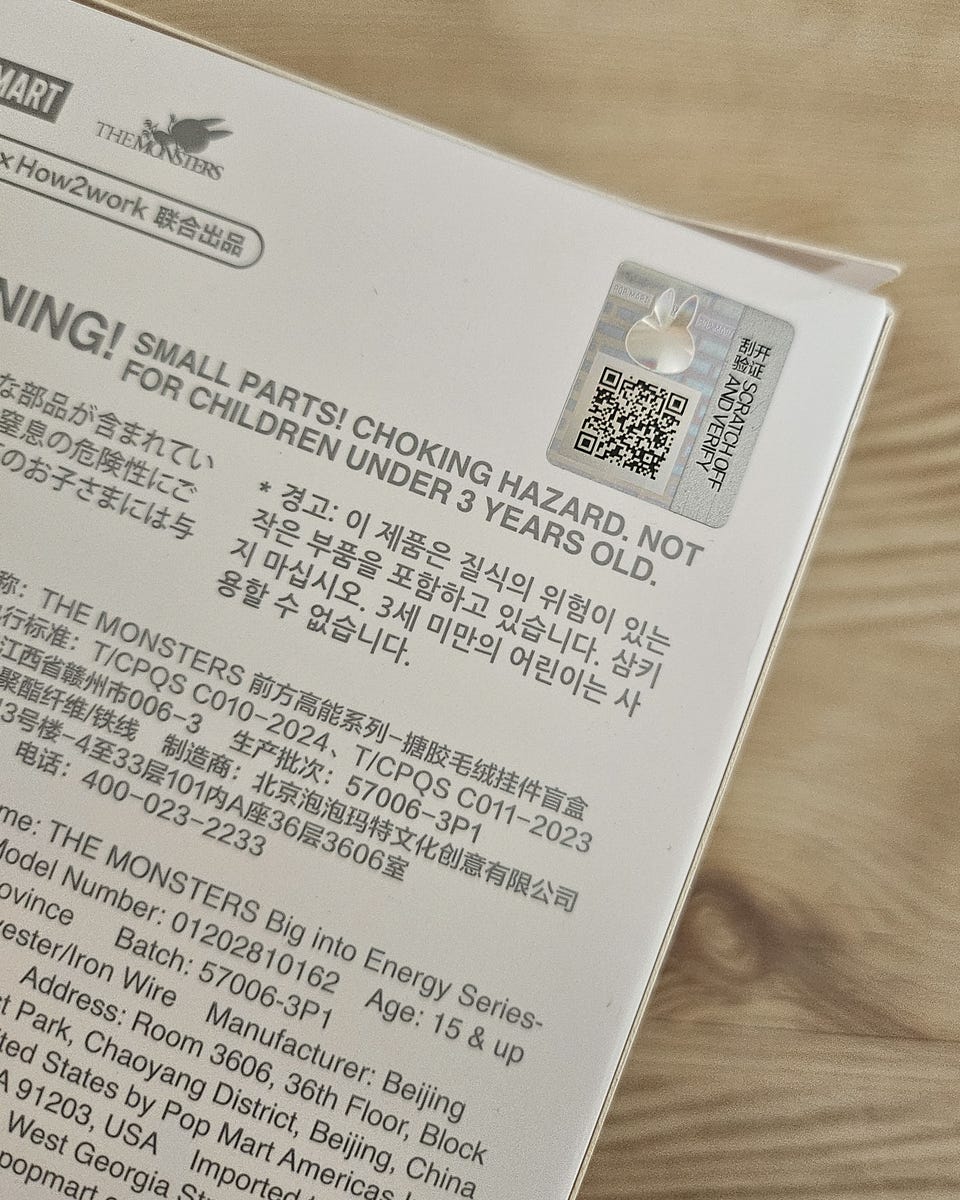 MART
THE MONSTERS
× How2work 联合出品
POP MART
POP MART
刮开 SCRATCH OFF
验证 AND VERIFY
NING! SMALL PARTS! CHOKING HAZARD. NOT
FOR CHILDREN UNDER 3 YEARS OLD.
な部品が含まれてい
窒息の危険性にご
のお子さまには与
* 경고: 이 제품은 질식의 위험이 있는
작은 부품을 포함하고 있습니다. 삼키
지 마십시오. 3세 미만의 어린이는 사
용할 수 없습니다.
称: THE MONSTERS 前方高能系列-搪胶毛绒挂件盲盒
行标准: T/CPQS C010-2024、T/CPQS C011-2023
江西省赣州市006-3 生产批次: 57006-3P1
聚酯纤维/铁线 制造商: 北京泡泡玛特文化创意有限公司
13号楼-4至33层101内A座36层3606室
电话: 400-023-2233
me: THE MONSTERS Big into Energy Series-
Model Number: 01202810162 Age: 15 & up
ovince Batch: 57006-3P1
yester/Iron Wire Manufacturer: Beijing
Address: Room 3606, 36th Floor, Block
t Park, Chaoyang District, Beijing, China
ted States by Pop Mart Americas
A 91203, USA Imported
West Georgia
popmart